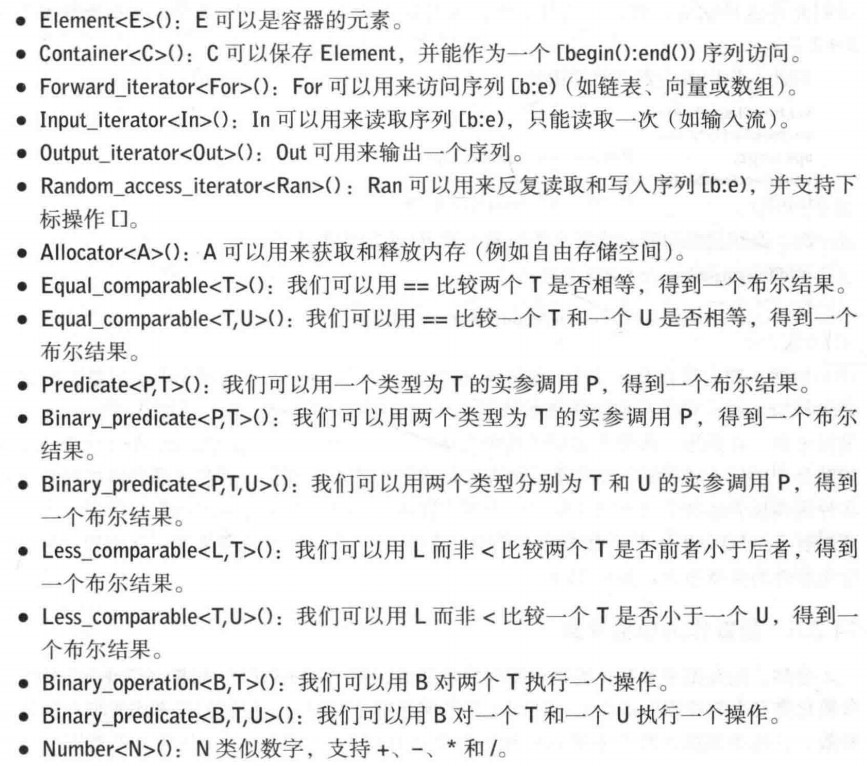 • Element<E>()：E 可以是容器的元素。
• Container<C>()：C 可以保存 Element，并能作为一个 [begin():end()) 序列访问。
• Forward_iterator<For>()：For 可以用来访问序列 [b:e)（如链表、向量或数组）。
• Input_iterator<In>()：In 可以用来读取序列 [b:e)，只能读取一次（如输入流）。
• Output_iterator<Out>()：Out 可用来输出一个序列。
• Random_access_iterator<Ran>()：Ran 可以用来反复读取和写入序列 [b:e)，并支持下
标操作 []。
• Allocator<A>()：A 可以用来获取和释放内存（例如自由存储空间）。
• Equal_comparable<T>()：我们可以用 == 比较两个 T 是否相等，得到一个布尔结果。
• Equal_comparable<T,U>()：我们可以用 == 比较一个 T 和一个 U 是否相等，得到一个
布尔结果。
• Predicate<P,T>()：我们可以用一个类型为 T 的实参调用 P，得到一个布尔结果。
• Binary_predicate<P,T>()：我们可以用两个类型为 T 的实参调用 P，得到一个布尔
结果。
• Binary_predicate<P,T,U>()：我们可以用两个类型分别为 T 和 U 的实参调用 P，得到
一个布尔结果。
• Less_comparable<L,T>()：我们可以用 L 而非 < 比较两个 T 是否前者小于后者，得到
一个布尔结果。
• Less_comparable<T,U>()：我们可以用 L 而非 < 比较一个 T 是否小于一个 U，得到一
个布尔结果。
• Binary_operation<B,T>()：我们可以用 B 对两个 T 执行一个操作。
• Binary_predicate<B,T,U>()：我们可以用 B 对一个 T 和一个 U 执行一个操作。
• Number<N>()：N 类似数字，支持 +、-、* 和 /。